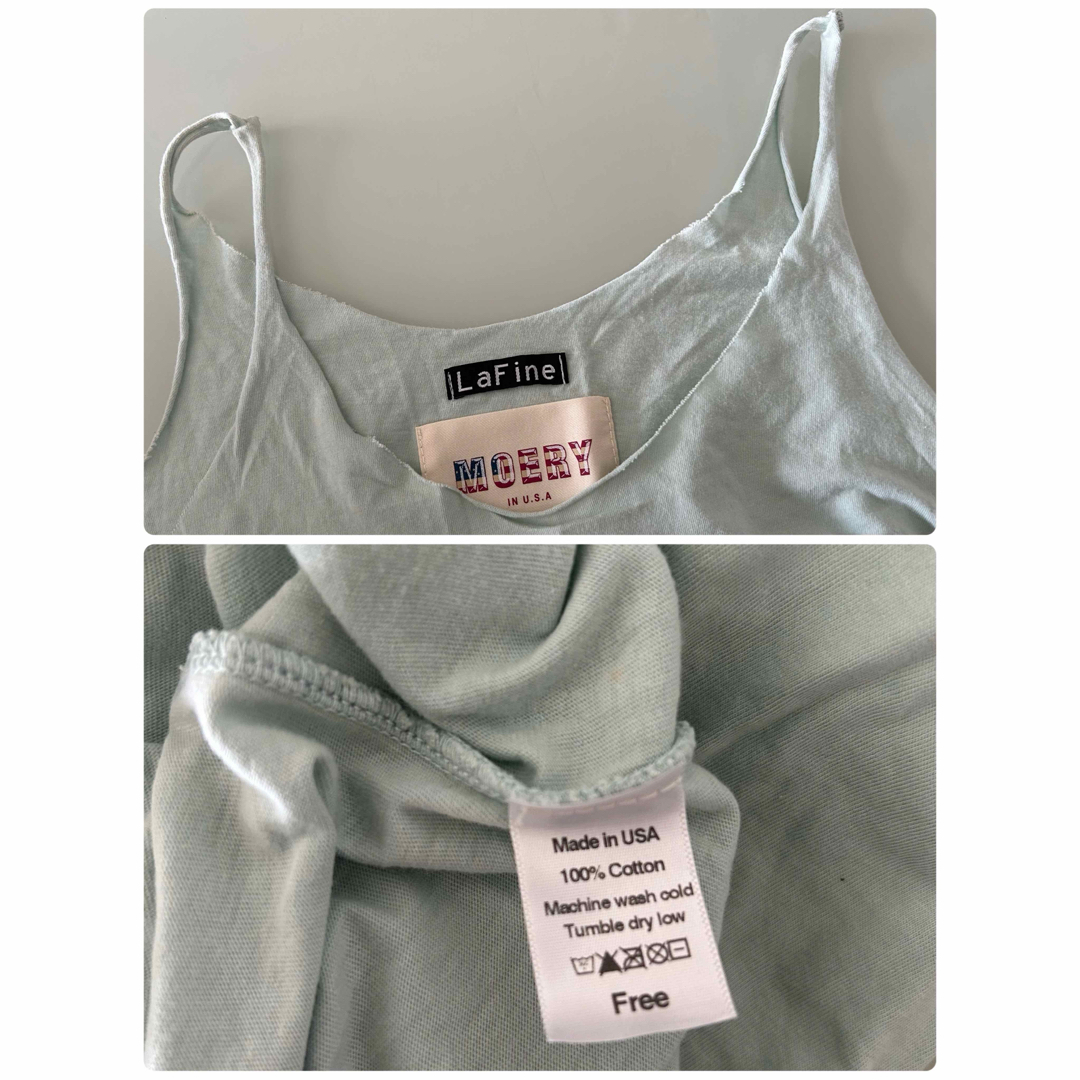 LaFine
MOERY
IN U.S.A
Made in USA
100% Cotton
Machine wash cold
Tumble dry low
Free